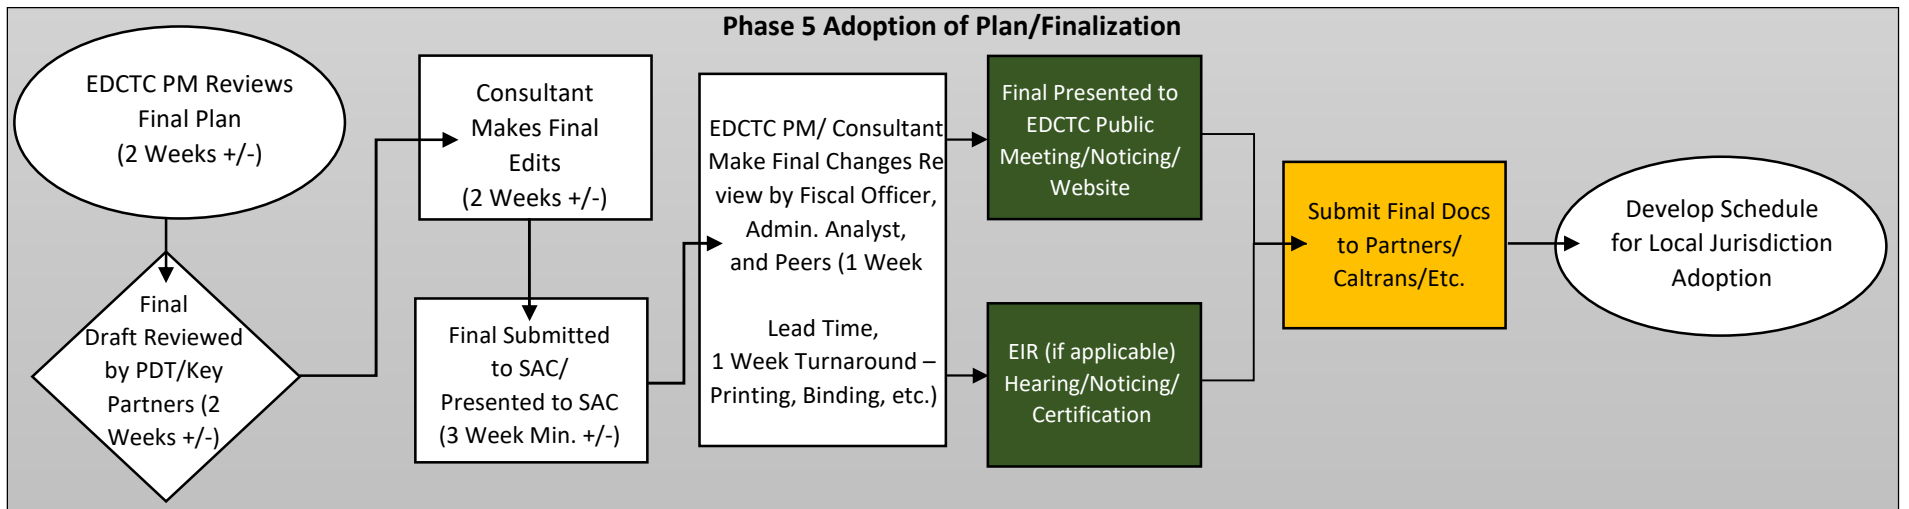 Phase 5 Adoption of Plan/Finalization
EDCTC PM Reviews
Final Plan
(2 Weeks +/-)
Final
Draft Reviewed
by PDT/Key
Partners (2
Weeks +/-)
Consultant
Makes Final
Edits
(2 Weeks +/-)
Final Submitted
to SAC/
Presented to SAC
(3 Week Min. +/-)
EDCTC PM/ Consultant
Make Final Changes Re
view by Fiscal Officer,
Admin. Analyst,
and Peers (1 Week
Lead Time,
1 Week Turnaround –
Printing, Binding, etc.)
Final Presented to
EDCTC Public
Meeting/Noticing/
Website
EIR (if applicable)
Hearing/Noticing/
Certification
Submit Final Docs
to Partners/
Caltrans/Etc.
Develop Schedule
for Local Jurisdiction
Adoption